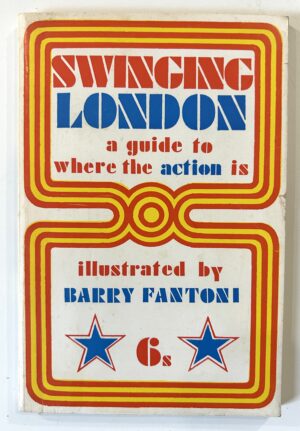 SWINGING
LONDON
a guide to
where the action is
illustrated by
BARRY FANTONI
6s